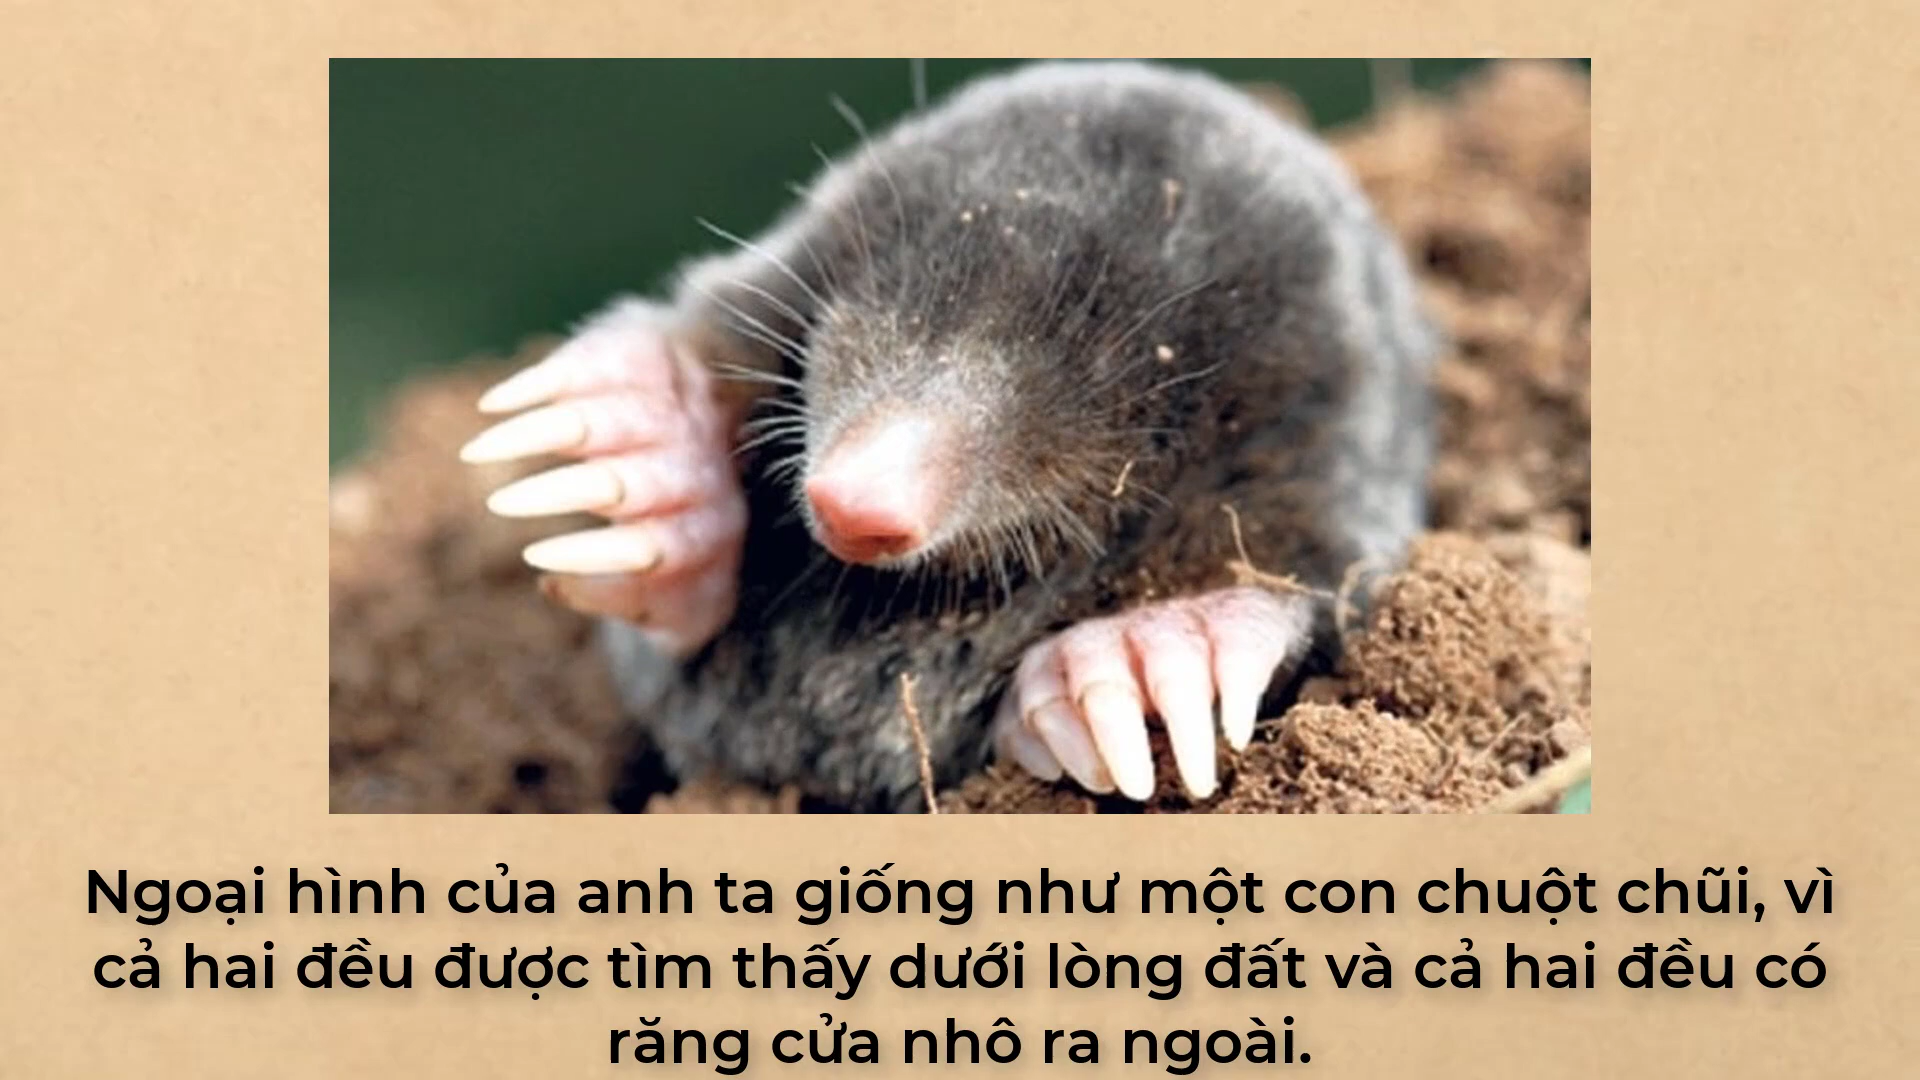 Ngoại hình của anh ta giống như một con chuột chũi, vì
cả hai đều được tìm thấy dưới lòng đất và cả hai đều có
răng cửa nhô ra ngoài.